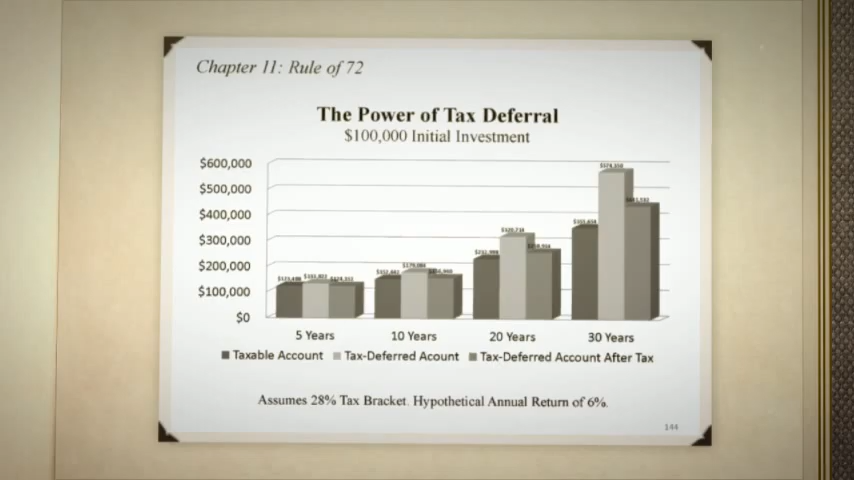 Chapter 11: Rule of 72
The Power of Tax Deferral
$100,000 Initial Investment
$600,000
$500,000
$400,000
$300,000
$200,000
$100,000
$0
5 Years 10 Years 20 Years 30 Years
Taxable Account Tax-Deferred Acount Tax-Deferred Account After Tax
Assumes 28% Tax Bracket. Hypothetical Annual Return of 6%.
144